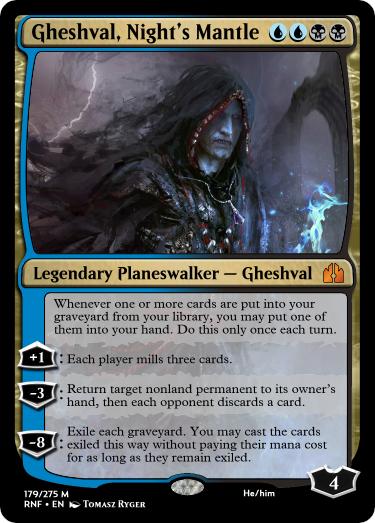 Gheshval, Night's Mantle
Legendary Planeswalker — Gheshval
Whenever one or more cards are put into your
graveyard from your library, you may put one of
them into your hand. Do this only once each turn.
+1: Each player mills three cards.
-3: Return target nonland permanent to its owner's
hand, then each opponent discards a card.
-8: Exile each graveyard. You may cast the cards
exiled this way without paying their mana cost
for as long as they remain exiled.
4
179/275 M
RNF • EN Tomasz Ryger
He/him